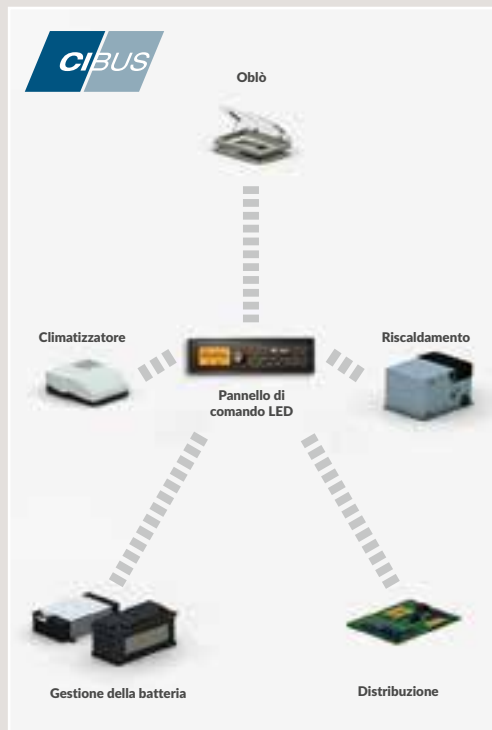 CIBUS
Oblò
Climatizzatore
Riscaldamento
Pannello di
comando LED
Gestione della batteria
Distribuzione